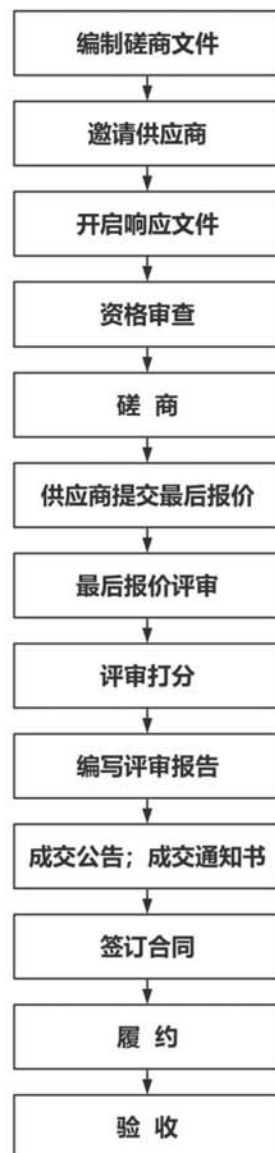 编制磋商文件
邀请供应商
开启响应文件
资格审查
磋 商
供应商提交最后报价
最后报价评审
评审打分
编写评审报告
成交公告；成交通知书
签订合同
履 约
验 收